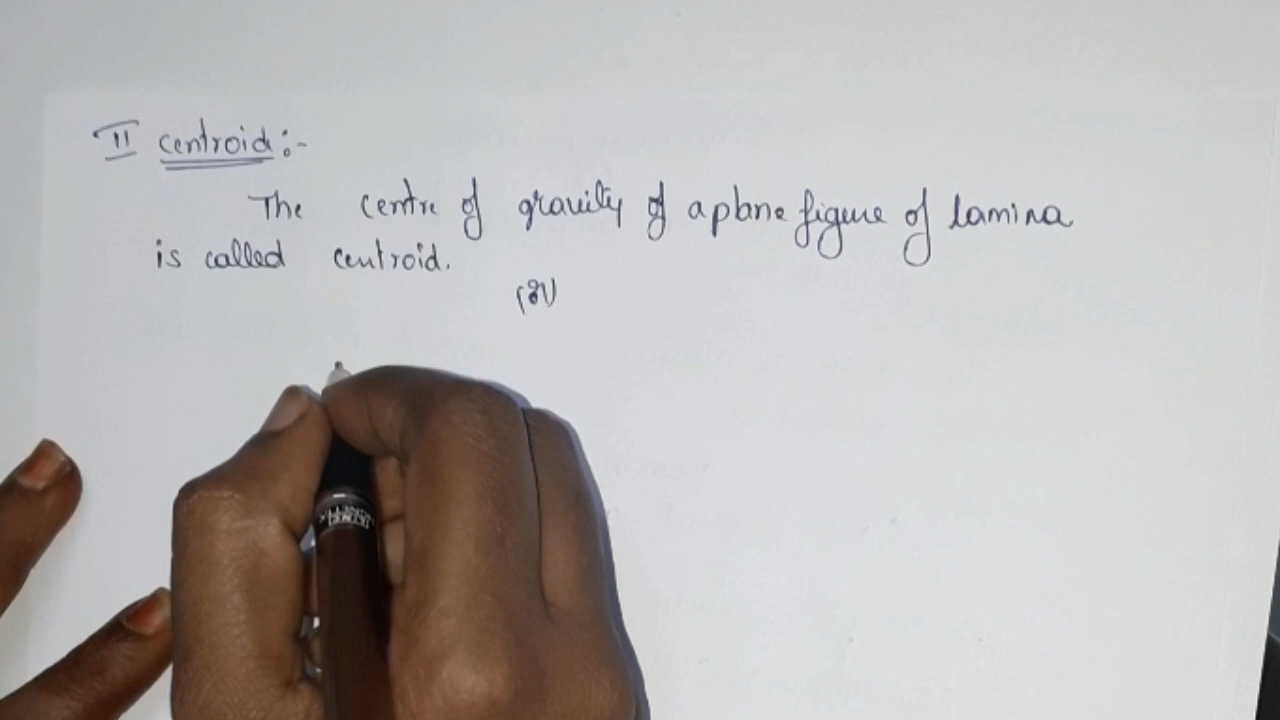 II centroid :-
The centre of gravity of a plane figure of lamina
is called centroid.
(or)